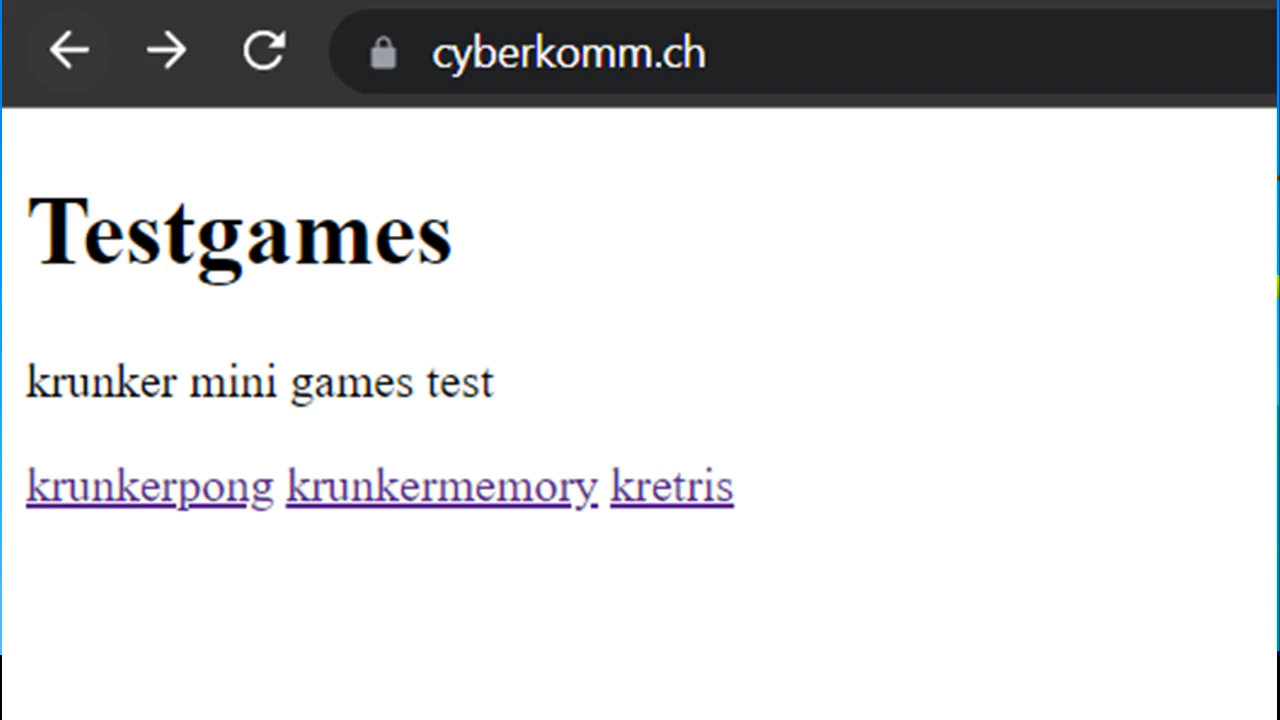 cyberkomm.ch
Testgames
krunker mini games test
krunkerpong krunkermemory kretris